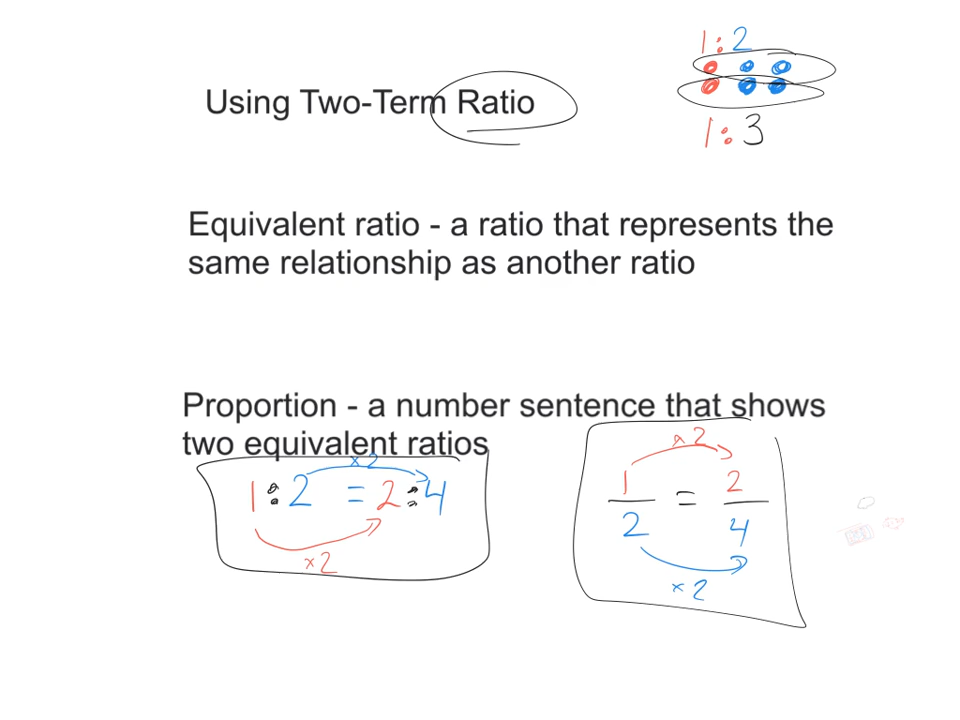 1:2
Using Two-Term Ratio
1:3
Equivalent ratio - a ratio that represents the
same relationship as another ratio
Proportion - a number sentence that shows
two equivalent ratios
×2
1:2 = 2:4
×2
×2
1/2 = 2/4
×2